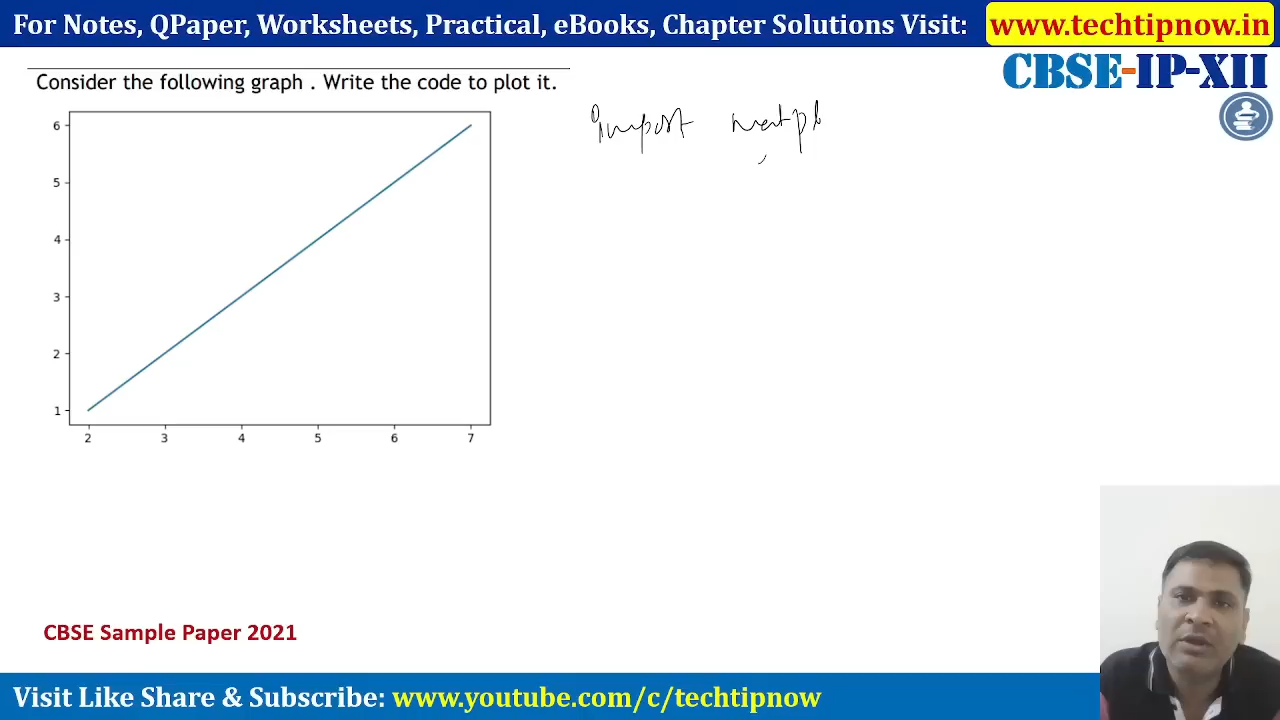 For Notes, QPaper, Worksheets, Practical, eBooks, Chapter Solutions Visit: www.techtipnow.in
CBSE-IP-XII
Consider the following graph . Write the code to plot it.
import matpl
6
5
4
3
2
1
2 3 4 5 6 7
CBSE Sample Paper 2021
Visit Like Share & Subscribe: www.youtube.com/c/techtipnow